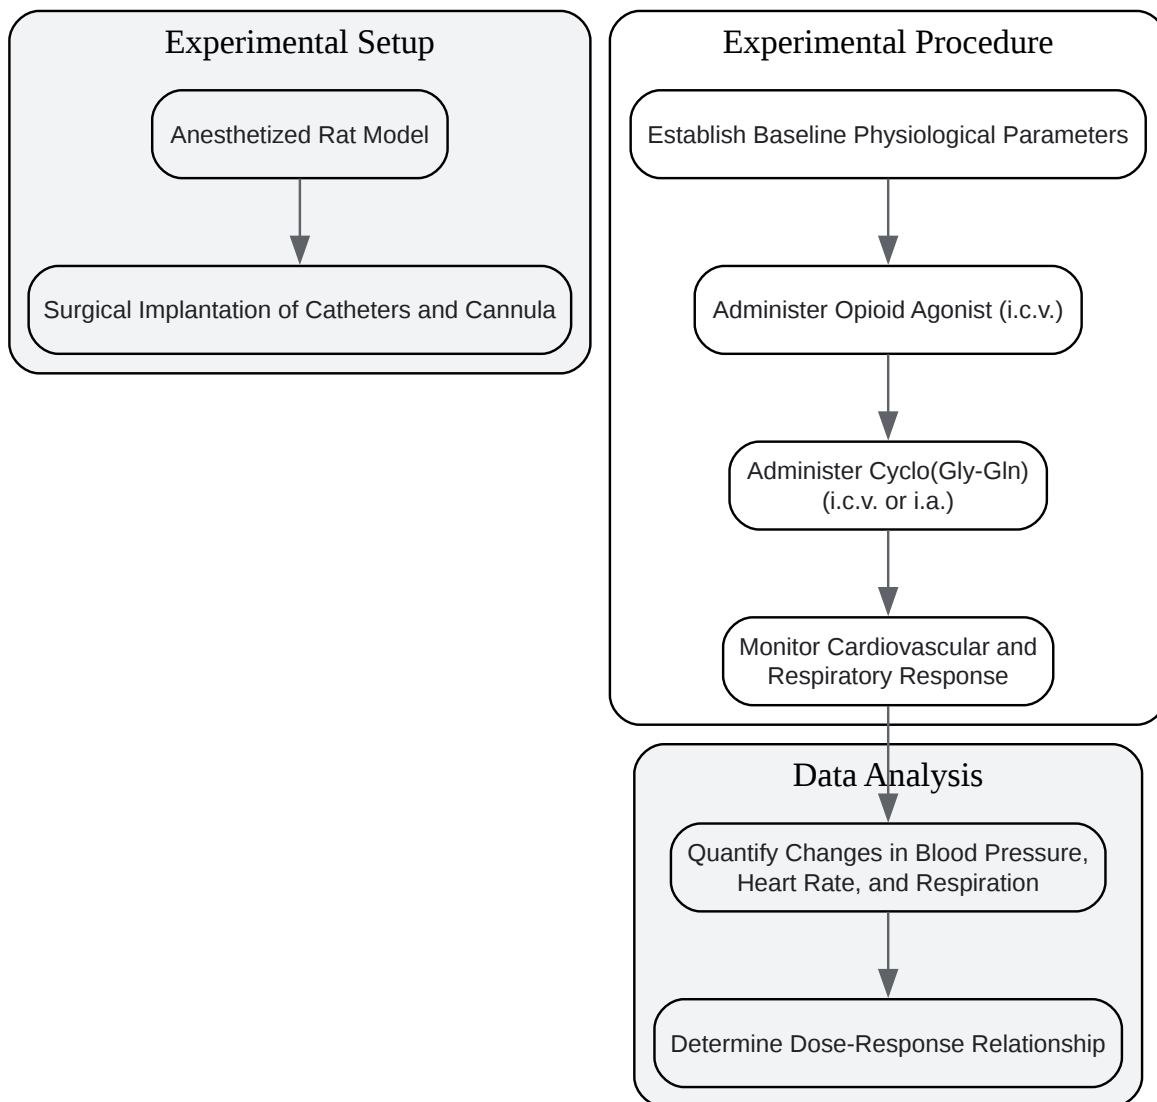 Experimental Setup
Anesthetized Rat Model
Surgical Implantation of Catheters and Cannula
Experimental Procedure
Establish Baseline Physiological Parameters
Administer Opioid Agonist (i.c.v.)
Administer Cyclo(Gly-Gln)
(i.c.v. or i.a.)
Monitor Cardiovascular and
Respiratory Response
Data Analysis
Quantify Changes in Blood Pressure,
Heart Rate, and Respiration
Determine Dose-Response Relationship